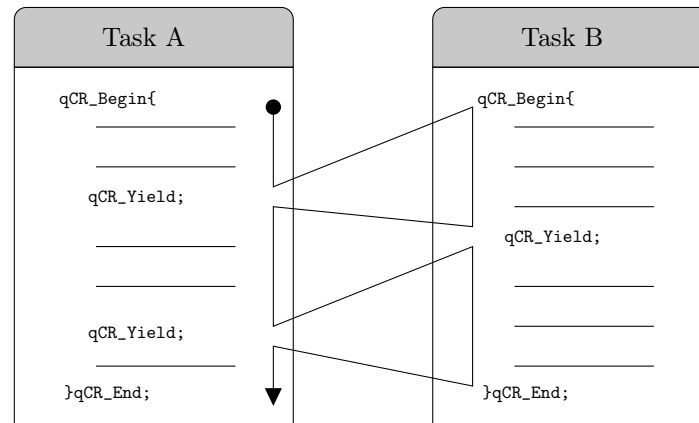 Task A
qCR_Begin{
qCR_Yield;
qCR_Yield;
}qCR_End;
Task B
qCR_Begin{
qCR_Yield;
}qCR_End;